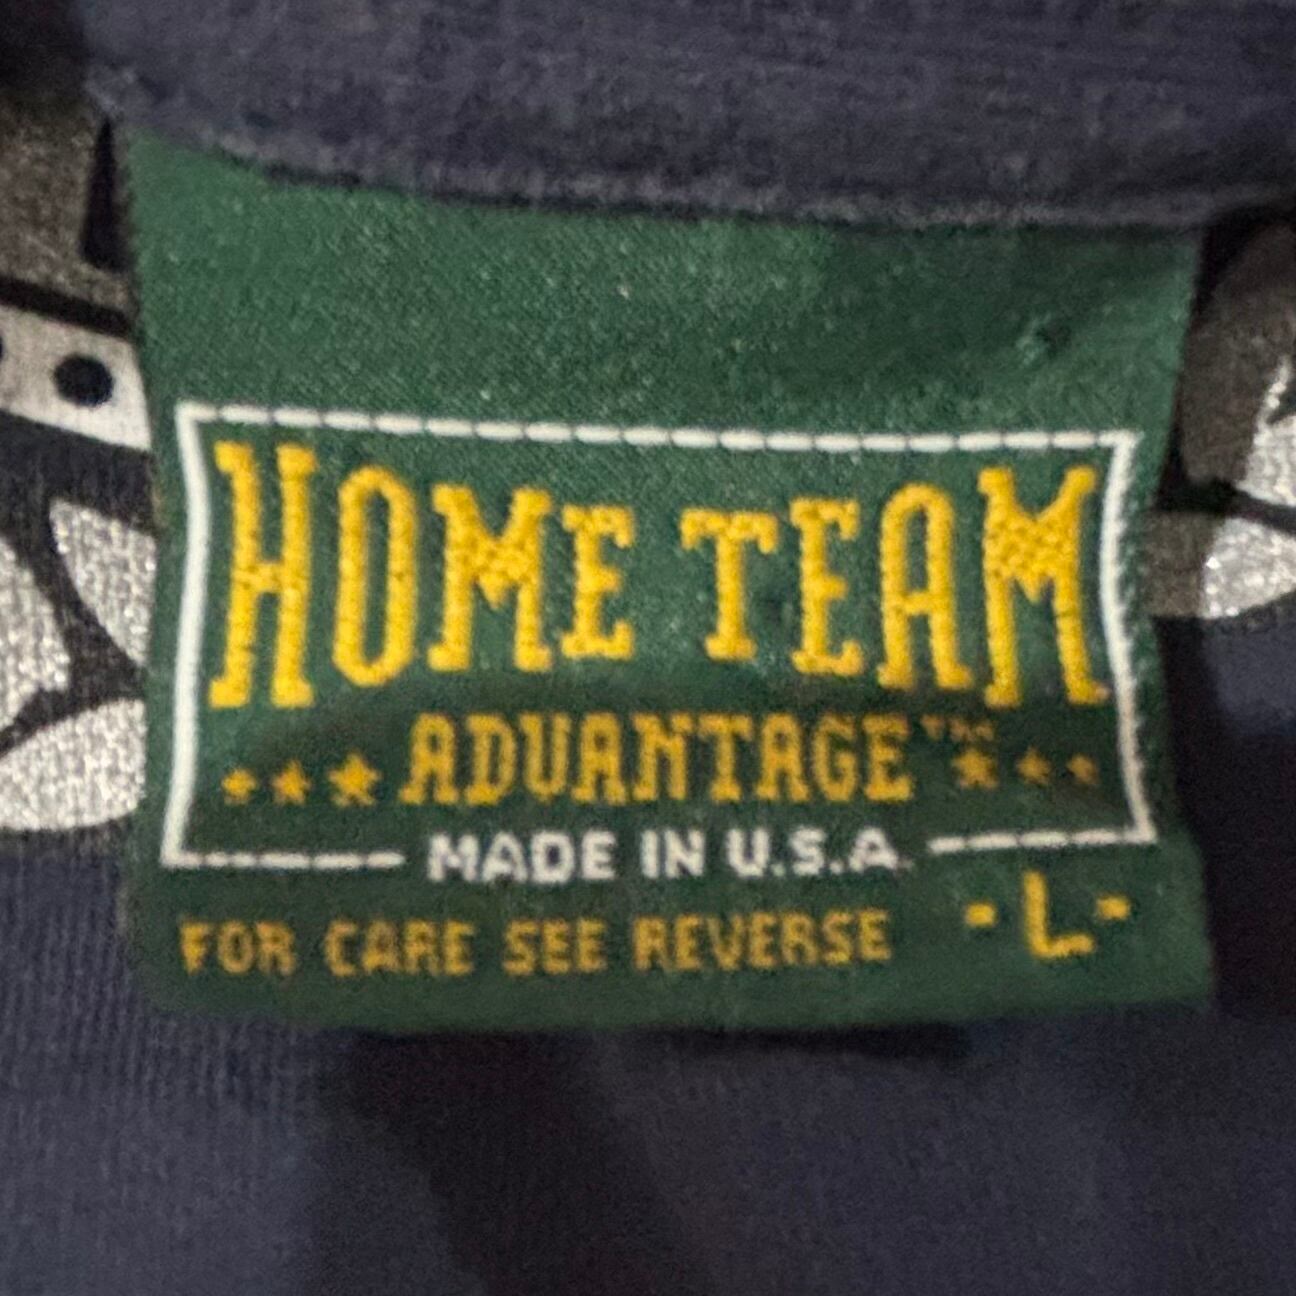 HOME TEAM
ADVANTAGE™
MADE IN U.S.A.
FOR CARE SEE REVERSE -L-